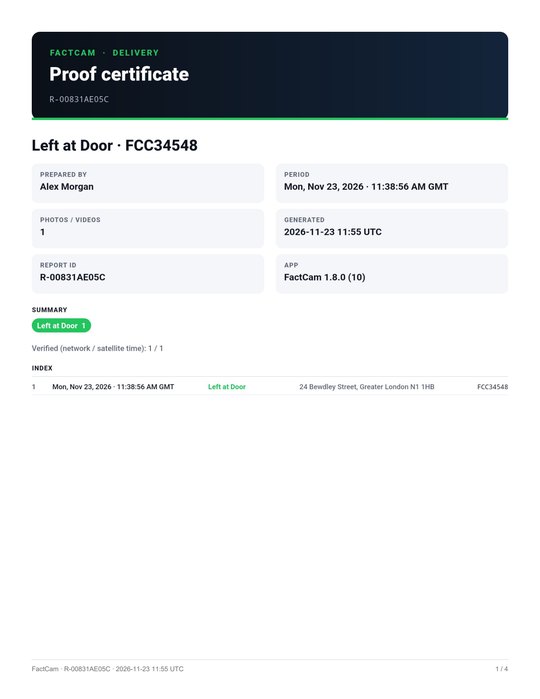 FACTCAM · DELIVERY
Proof certificate
R-00831AE05C
Left at Door · FCC34548
PREPARED BY
Alex Morgan
PERIOD
Mon, Nov 23, 2026 · 11:38:56 AM GMT
PHOTOS / VIDEOS
1
GENERATED
2026-11-23 11:55 UTC
REPORT ID
R-00831AE05C
APP
FactCam 1.8.0 (10)
SUMMARY
Left at Door 1
Verified (network / satellite time): 1 / 1
INDEX
1 Mon, Nov 23, 2026 · 11:38:56 AM GMT Left at Door 24 Bewdley Street, Greater London N1 1HB FCC34548
FactCam · R-00831AE05C · 2026-11-23 11:55 UTC 1 / 4